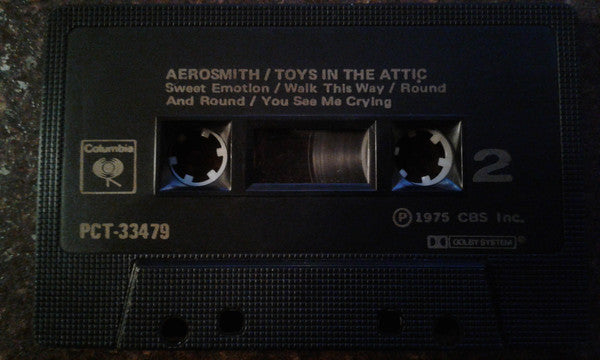 AEROSMITH / TOYS IN THE ATTIC
Sweet Emotion / Walk This Way / Round
And Round / You See Me Crying
Columbia
2
PCT-33479
Ⓟ 1975 CBS Inc.
DOLBY SYSTEM®